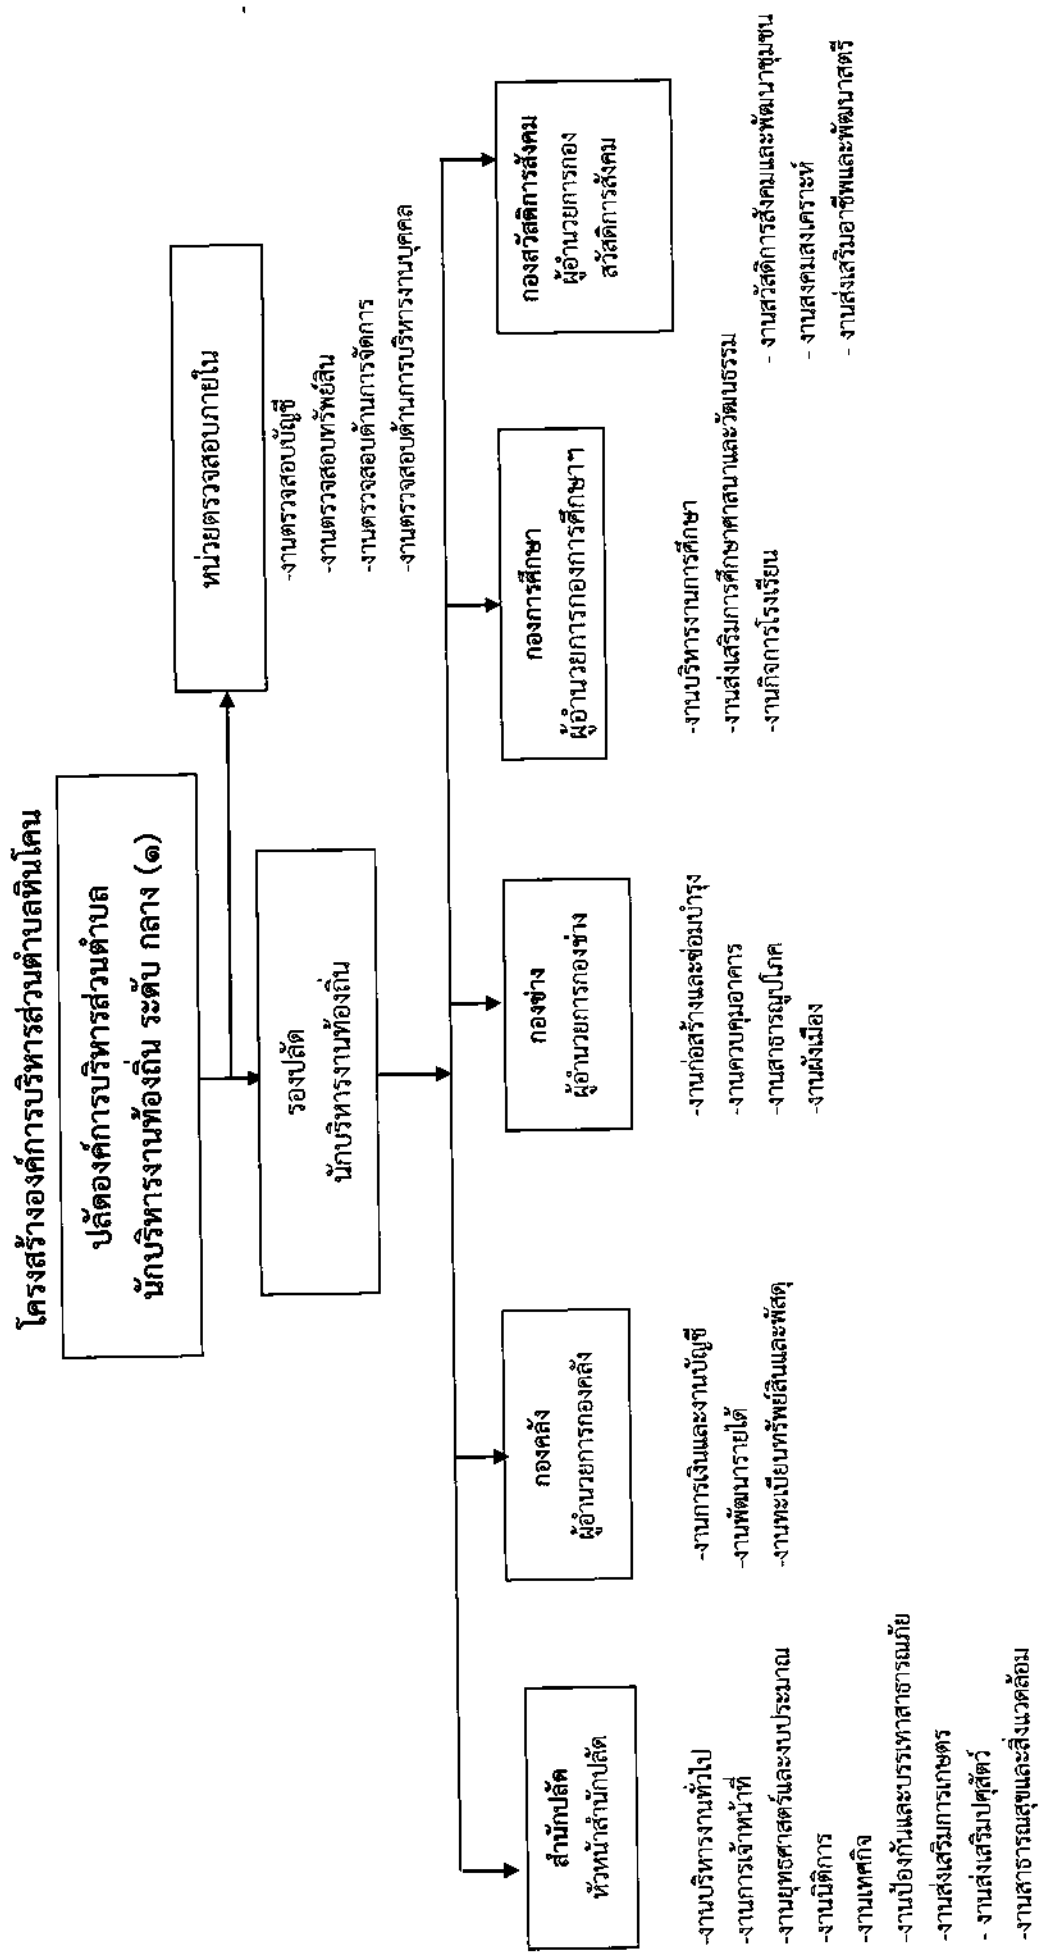 โครงสร้างองค์การบริหารส่วนตำบลหินโคน
ปลัดองค์การบริหารส่วนตำบล
นักบริหารงานท้องถิ่น ระดับ กลาง (๑)
หน่วยตรวจสอบภายใน
-งานตรวจสอบบัญชี
-งานตรวจสอบทรัพย์สิน
-งานตรวจสอบด้านการจัดการ
-งานตรวจสอบด้านการบริหารงานบุคคล
รองปลัด
นักบริหารงานท้องถิ่น
สำนักปลัด
หัวหน้าสำนักปลัด
-งานบริหารงานทั่วไป
-งานการเจ้าหน้าที่
-งานยุทธศาสตร์และงบประมาณ
-งานนิติการ
-งานเทศกิจ
-งานป้องกันและบรรเทาสาธารณภัย
-งานส่งเสริมการเกษตร
- งานส่งเสริมปศุสัตว์
-งานสาธารณสุขและสิ่งแวดล้อม
กองคลัง
ผู้อำนวยการกองคลัง
-งานการเงินและงานบัญชี
-งานพัฒนารายได้
-งานทะเบียนทรัพย์สินและพัสดุ
กองช่าง
ผู้อำนวยการกองช่าง
-งานก่อสร้างและซ่อมบำรุง
-งานควบคุมอาคาร
-งานสาธารณูปโภค
-งานผังเมือง
กองการศึกษา
ผู้อำนวยการกองการศึกษาฯ
-งานบริหารงานการศึกษา
-งานส่งเสริมการศึกษาศาสนาและวัฒนธรรม
-งานกิจการโรงเรียน
กองสวัสดิการสังคม
ผู้อำนวยการกอง
สวัสดิการสังคม
- งานสวัสดิการสังคมและพัฒนาชุมชน
- งานสงคมสงเคราะห์
- งานส่งเสริมอาชีพและพัฒนาสตรี